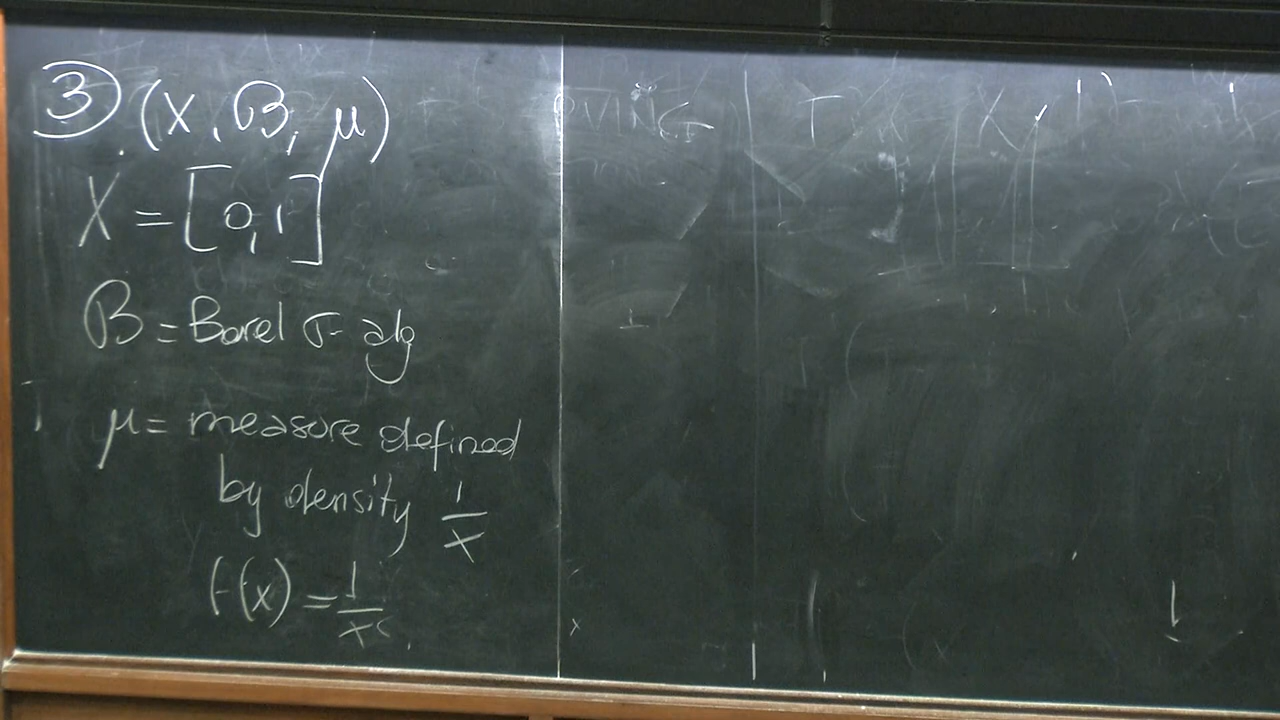 ③ (X, ℬ, μ)
X = [0,1]
ℬ = Borel σ-alg
μ = measure defined
by density 1/x
f(x) = 1/x